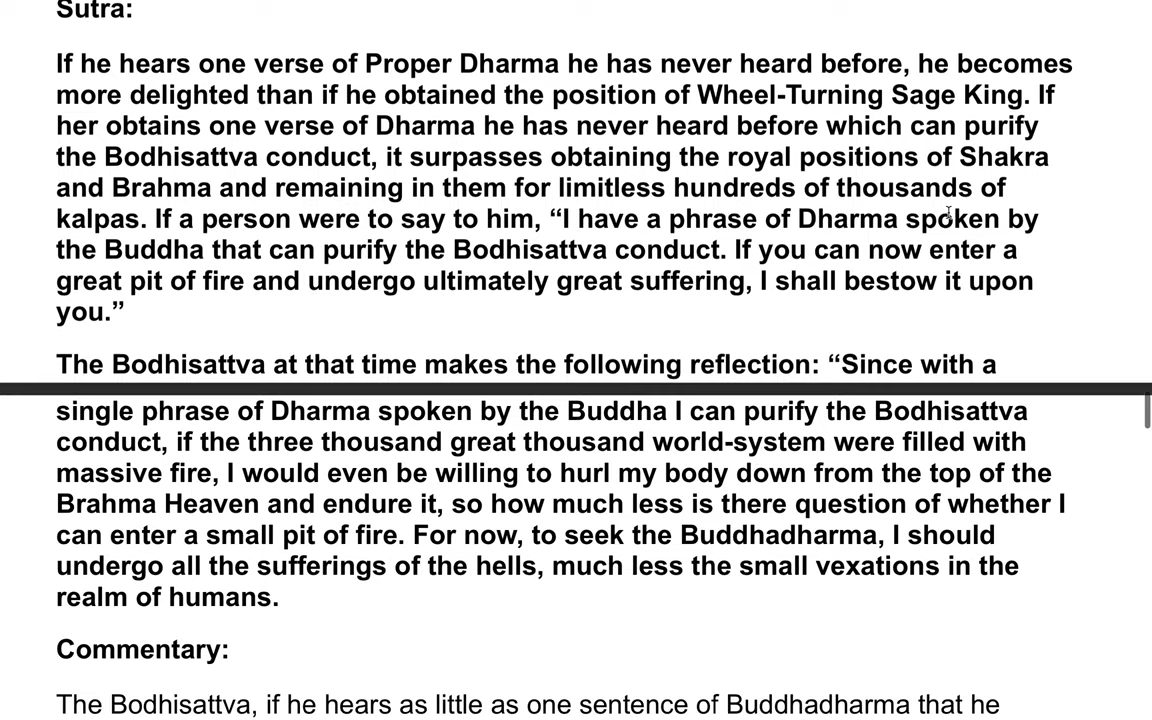 Sutra:
If he hears one verse of Proper Dharma he has never heard before, he becomes
more delighted than if he obtained the position of Wheel-Turning Sage King. If
her obtains one verse of Dharma he has never heard before which can purify
the Bodhisattva conduct, it surpasses obtaining the royal positions of Shakra
and Brahma and remaining in them for limitless hundreds of thousands of
kalpas. If a person were to say to him, “I have a phrase of Dharma spoken by
the Buddha that can purify the Bodhisattva conduct. If you can now enter a
great pit of fire and undergo ultimately great suffering, I shall bestow it upon
you.”
The Bodhisattva at that time makes the following reflection: “Since with a
single phrase of Dharma spoken by the Buddha I can purify the Bodhisattva
conduct, if the three thousand great thousand world-system were filled with
massive fire, I would even be willing to hurl my body down from the top of the
Brahma Heaven and endure it, so how much less is there question of whether I
can enter a small pit of fire. For now, to seek the Buddhadharma, I should
undergo all the sufferings of the hells, much less the small vexations in the
realm of humans.
Commentary:
The Bodhisattva, if he hears as little as one sentence of Buddhadharma that he